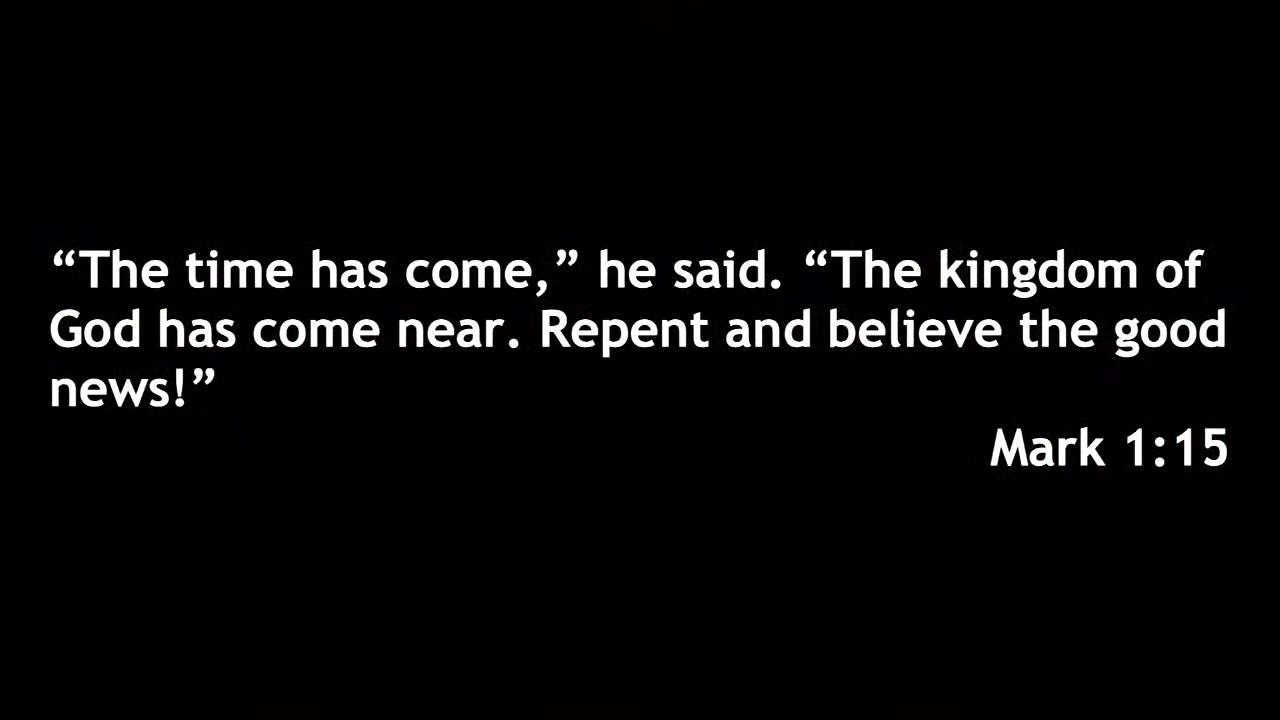 “The time has come,” he said. “The kingdom of
God has come near. Repent and believe the good
news!”
Mark 1:15